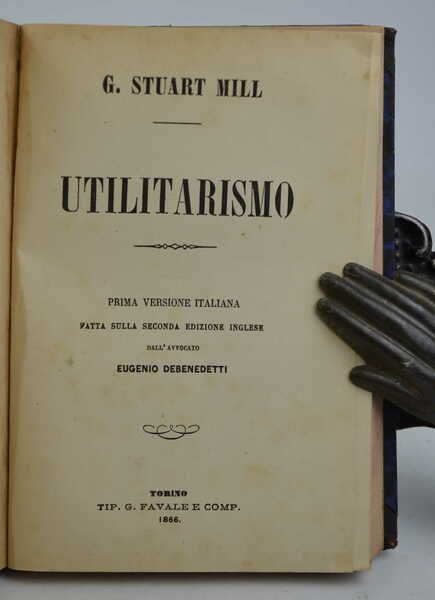 G. STUART MILL
UTILITARISMO
PRIMA VERSIONE ITALIANA
FATTA SULLA SECONDA EDIZIONE INGLESE
DALL'AVVOCATO
EUGENIO DEBENEDETTI
TORINO
TIP. G. FAVALE E COMP.
1866.